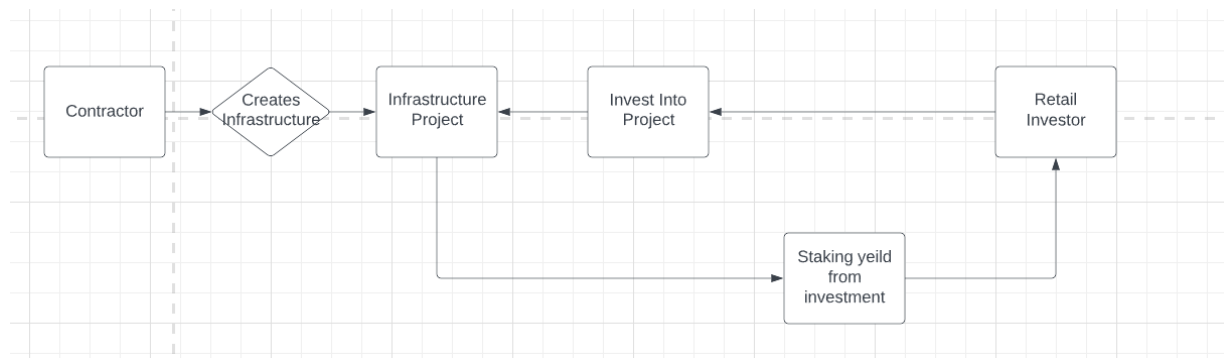 Contractor
Creates
Infrastructure
Infrastructure
Project
Invest Into
Project
Retail
Investor
Staking yeild
from
investment